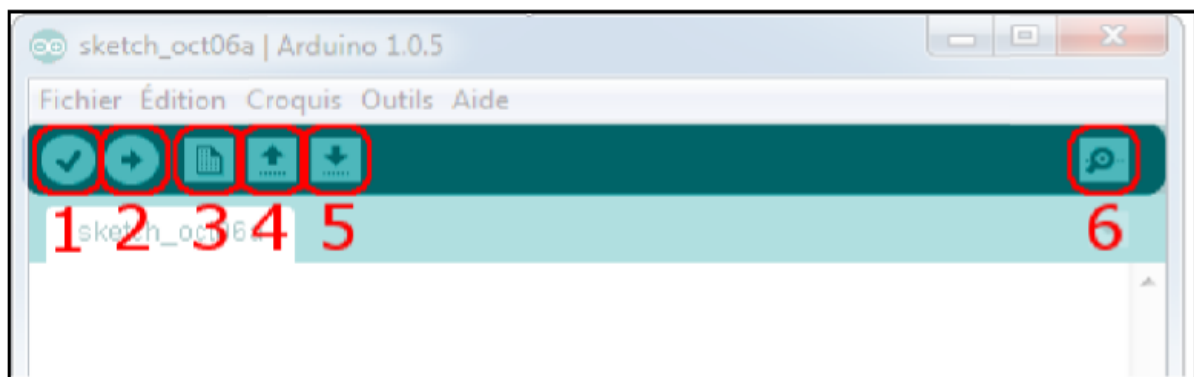 sketch_oct06a | Arduino 1.0.5
Fichier Édition Croquis Outils Aide
1 2 3 4 5 6
sketch_oct06a